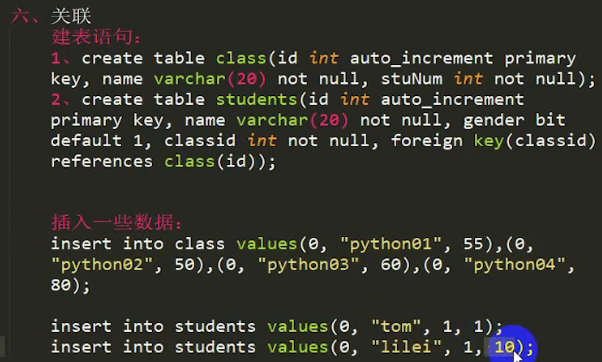 六、关联
建表语句：
1、create table class(id int auto_increment primary
key, name varchar(20) not null, stuNum int not null);
2、create table students(id int auto_increment
primary key, name varchar(20) not null, gender bit
default 1, classid int not null, foreign key(classid)
references class(id));
插入一些数据：
insert into class values(0, "python01", 55),(0,
"python02", 50),(0, "python03", 60),(0, "python04",
80);
insert into students values(0, "tom", 1, 1);
insert into students values(0, "lilei", 1, 10);